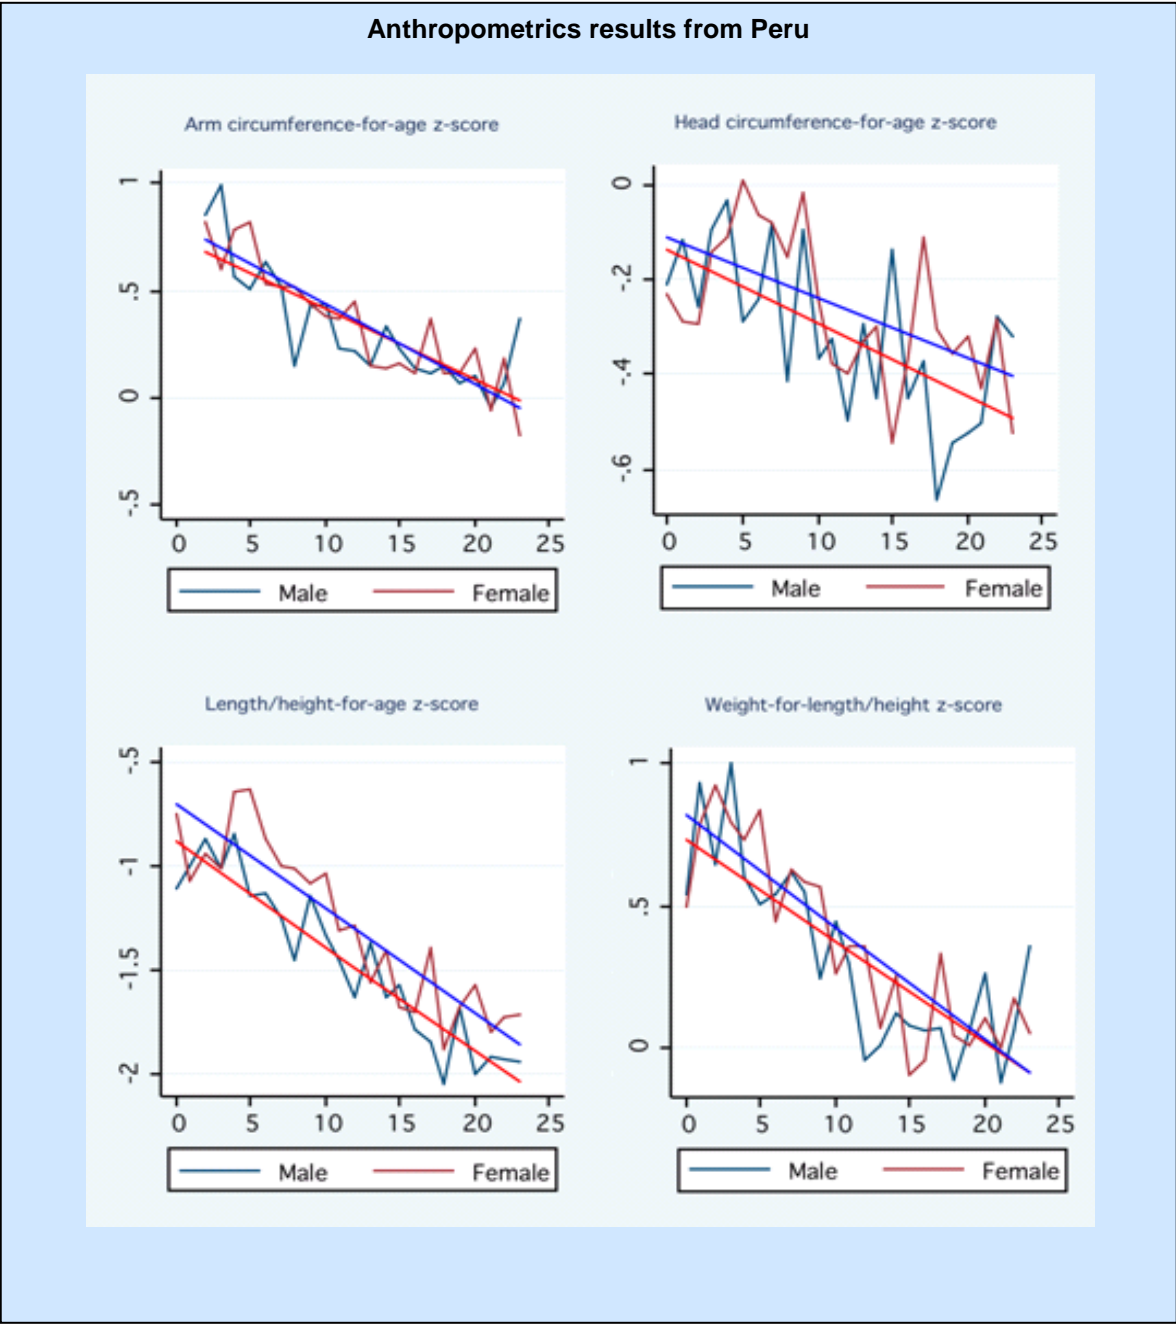 Anthropometrics results from Peru
Arm circumference-for-age z-score
1
.5
0
-.5
0 5 10 15 20 25
Male Female
Head circumference-for-age z-score
0
-.2
-.4
-.6
0 5 10 15 20 25
Male Female
Length/height-for-age z-score
-.5
-1
-1.5
-2
0 5 10 15 20 25
Male Female
Weight-for-length/height z-score
1
.5
0
0 5 10 15 20 25
Male Female